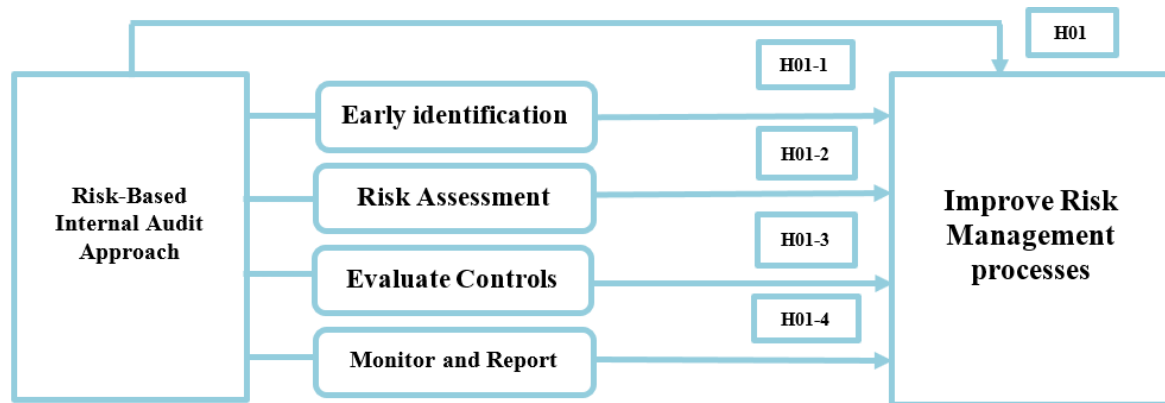 H01
H01-1
Early identification
H01-2
Risk-Based
Internal Audit
Approach
Risk Assessment
Improve Risk
Management
processes
H01-3
Evaluate Controls
H01-4
Monitor and Report